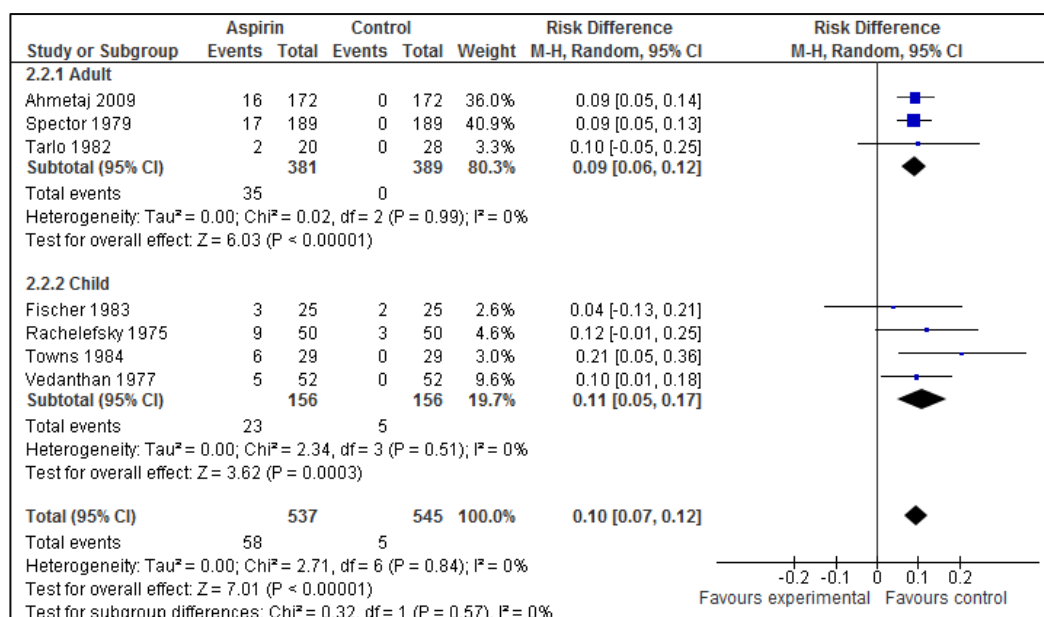 Aspirin Control Risk Difference Risk Difference
Study or Subgroup Events Total Events Total Weight M-H, Random, 95% CI M-H, Random, 95% CI
2.2.1 Adult
Ahmetaj 2009 16 172 0 172 36.0% 0.09 [0.05, 0.14]
Spector 1979 17 189 0 189 40.9% 0.09 [0.05, 0.13]
Tarlo 1982 2 20 0 28 3.3% 0.10 [-0.05, 0.25]
Subtotal (95% CI) 381 389 80.3% 0.09 [0.06, 0.12]
Total events 35 0
Heterogeneity: Tau² = 0.00; Chi² = 0.02, df = 2 (P = 0.99); I² = 0%
Test for overall effect: Z = 6.03 (P < 0.00001)
2.2.2 Child
Fischer 1983 3 25 2 25 2.6% 0.04 [-0.13, 0.21]
Rachelefsky 1975 9 50 3 50 4.6% 0.12 [-0.01, 0.25]
Towns 1984 6 29 0 29 3.0% 0.21 [0.05, 0.36]
Vedanthan 1977 5 52 0 52 9.6% 0.10 [0.01, 0.18]
Subtotal (95% CI) 156 156 19.7% 0.11 [0.05, 0.17]
Total events 23 5
Heterogeneity: Tau² = 0.00; Chi² = 2.34, df = 3 (P = 0.51); I² = 0%
Test for overall effect: Z = 3.62 (P = 0.0003)
Total (95% CI) 537 545 100.0% 0.10 [0.07, 0.12]
Total events 58 5
Heterogeneity: Tau² = 0.00; Chi² = 2.71, df = 6 (P = 0.84); I² = 0%
Test for overall effect: Z = 7.01 (P < 0.00001)
Test for subgroup differences: Chi² = 0.32, df = 1 (P = 0.57), I² = 0%
-0.2 -0.1 0 0.1 0.2
Favours experimental Favours control